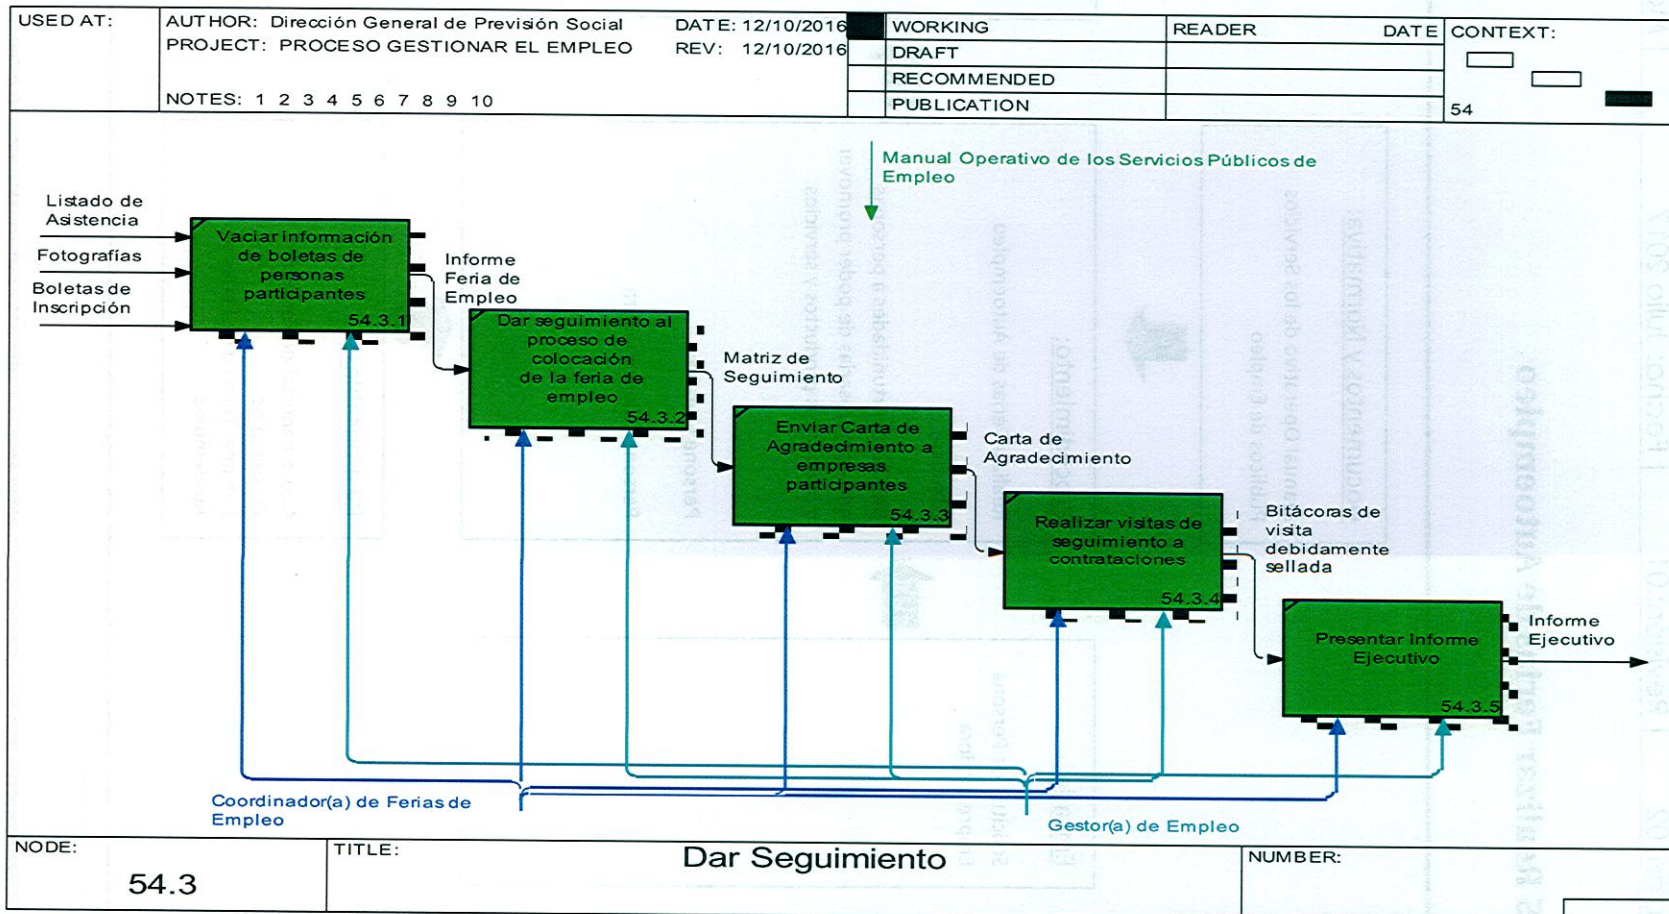 USED AT:
AUTHOR: Dirección General de Previsión Social
DATE: 12/10/2016
PROJECT: PROCESO GESTIONAR EL EMPLEO
REV: 12/10/2016
NOTES: 1 2 3 4 5 6 7 8 9 10
WORKING
DRAFT
RECOMMENDED
PUBLICATION
READER
DATE
CONTEXT:
54
Manual Operativo de los Servicios Públicos de
Empleo
Listado de
Asistencia
Fotografías
Boletas de
Inscripción
Vaciar información
de boletas de
personas
participantes
54.3.1
Informe
Feria de
Empleo
Dar seguimiento al
proceso de
colocación
de la feria de
empleo
54.3.2
Matriz de
Seguimiento
Enviar Carta de
Agradecimiento a
empresas
participantes
54.3.3
Carta de
Agradecimiento
Realizar visitas de
seguimiento a
contrataciones
54.3.4
Bitácoras de
visita
debidamente
sellada
Presentar Informe
Ejecutivo
54.3.5
Informe
Ejecutivo
Coordinador(a) de Ferias de
Empleo
Gestor(a) de Empleo
NODE:
54.3
TITLE:
Dar Seguimiento
NUMBER: